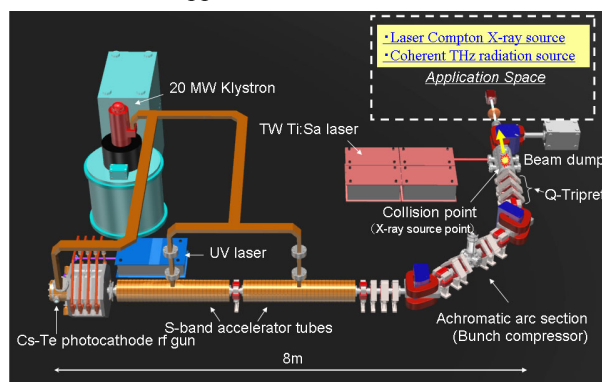 ・Laser Compton X-ray source
・Coherent THz radiation source
Application Space
20 MW Klystron
TW Ti:Sa laser
Beam dump
Q-Tripret
Collision point
(X-ray source point)
UV laser
S-band accelerator tubes
Achromatic arc section
(Bunch compressor)
Cs-Te photocathode rf gun
8m